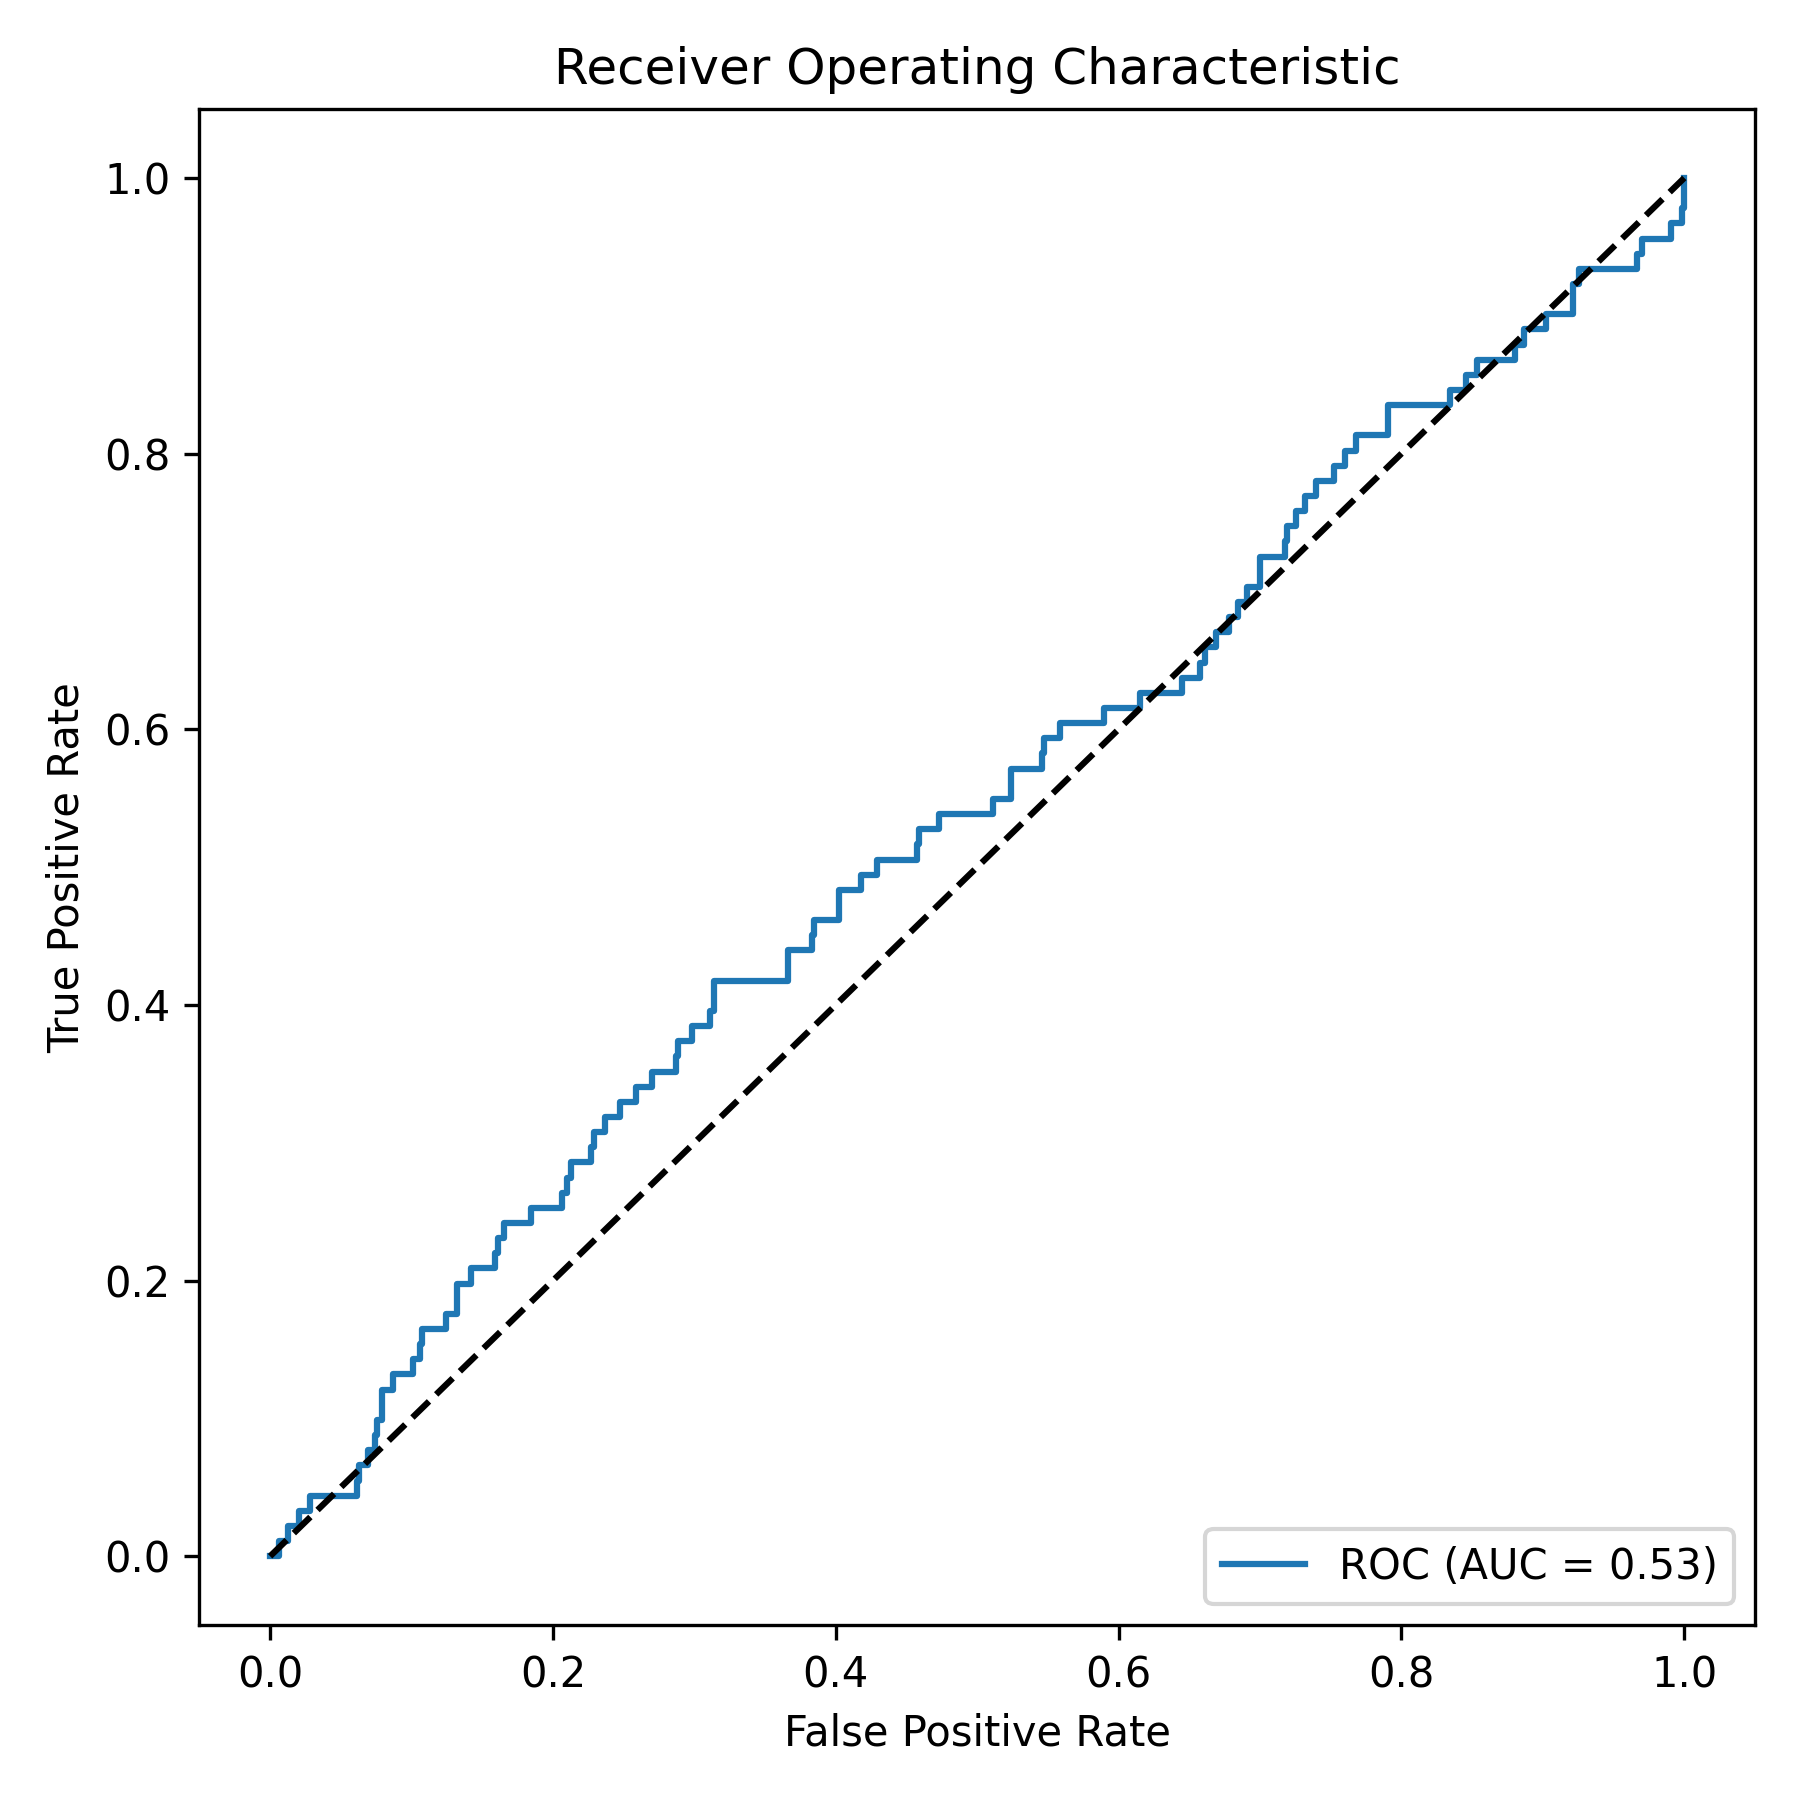 Receiver Operating Characteristic
1.0
0.8
0.6
0.4
0.2
0.0
True Positive Rate
0.0 0.2 0.4 0.6 0.8 1.0
False Positive Rate
ROC (AUC = 0.53)